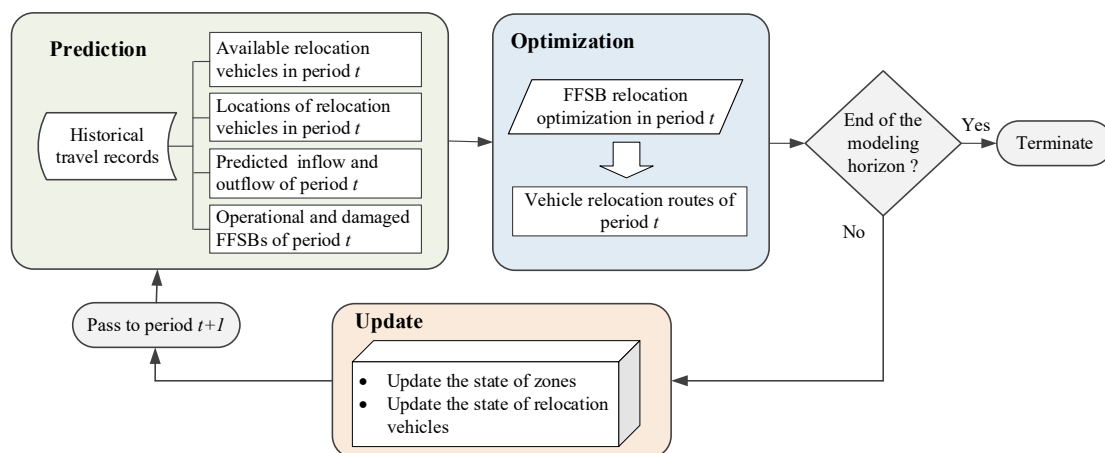 Prediction
Historical
travel records
Available relocation
vehicles in period t
Locations of relocation
vehicles in period t
Predicted inflow and
outflow of period t
Operational and damaged
FFSBs of period t
Optimization
FFSB relocation
optimization in period t
Vehicle relocation routes of
period t
End of the
modeling
horizon ?
Yes
Terminate
No
Update
• Update the state of zones
• Update the state of relocation
vehicles
Pass to period t+1